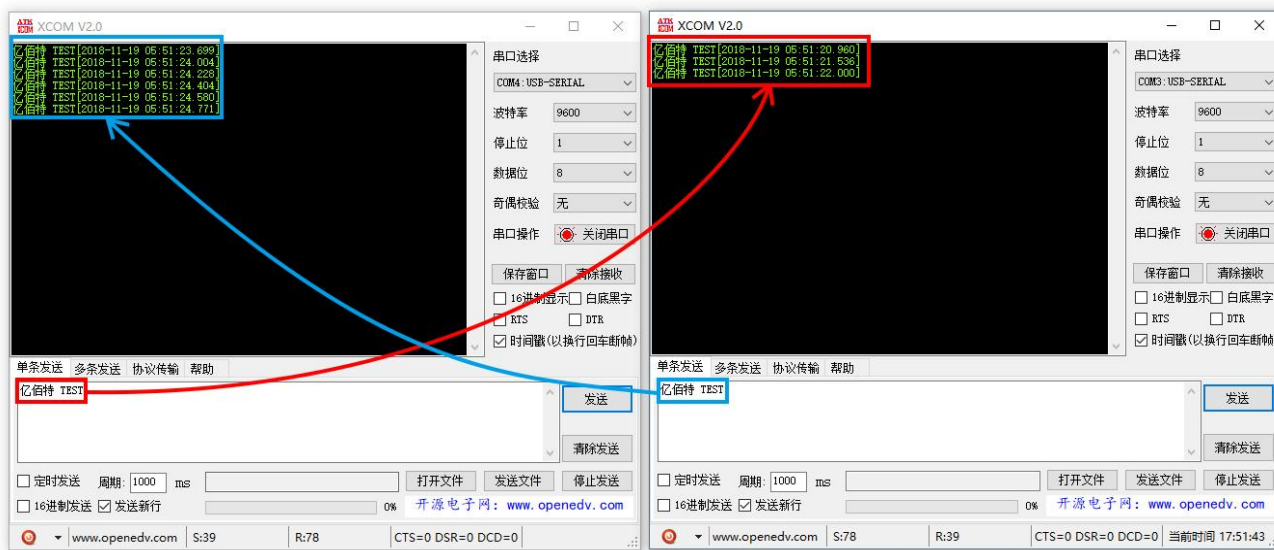 XCOM V2.0
亿佰特 TEST[2018-11-19 05:51:23.699]
亿佰特 TEST[2018-11-19 05:51:24.004]
亿佰特 TEST[2018-11-19 05:51:24.228]
亿佰特 TEST[2018-11-19 05:51:24.404]
亿佰特 TEST[2018-11-19 05:51:24.580]
亿佰特 TEST[2018-11-19 05:51:24.771]
串口选择
COM4:USB-SERIAL
波特率 9600
停止位 1
数据位 8
奇偶校验 无
串口操作 关闭串口
保存窗口 清除接收
16进制显示 白底黑字
RTS DTR
时间戳(以换行回车断帧)
单条发送 多条发送 协议传输 帮助
亿佰特 TEST
发送
清除发送
定时发送 周期: 1000 ms 打开文件 发送文件 停止发送
16进制发送 发送新行 0% 开源电子网: www.openedv.com
www.openedv.com S:39 R:78 CTS=0 DSR=0 DCD=0
XCOM V2.0
亿佰特 TEST[2018-11-19 05:51:20.960]
亿佰特 TEST[2018-11-19 05:51:21.536]
亿佰特 TEST[2018-11-19 05:51:22.000]
串口选择
COM3:USB-SERIAL
波特率 9600
停止位 1
数据位 8
奇偶校验 无
串口操作 关闭串口
保存窗口 清除接收
16进制显示 白底黑字
RTS DTR
时间戳(以换行回车断帧
单条发送 多条发送 协议传输 帮助
亿佰特 TEST
发送
清除发送
定时发送 周期: 1000 ms 打开文件 发送文件 停止发送
16进制发送 发送新行 0% 开源电子网: www.openedv.com
www.openedv.com S:78 R:39 CTS=0 DSR=0 DCD=0 当前时间 17:51:43